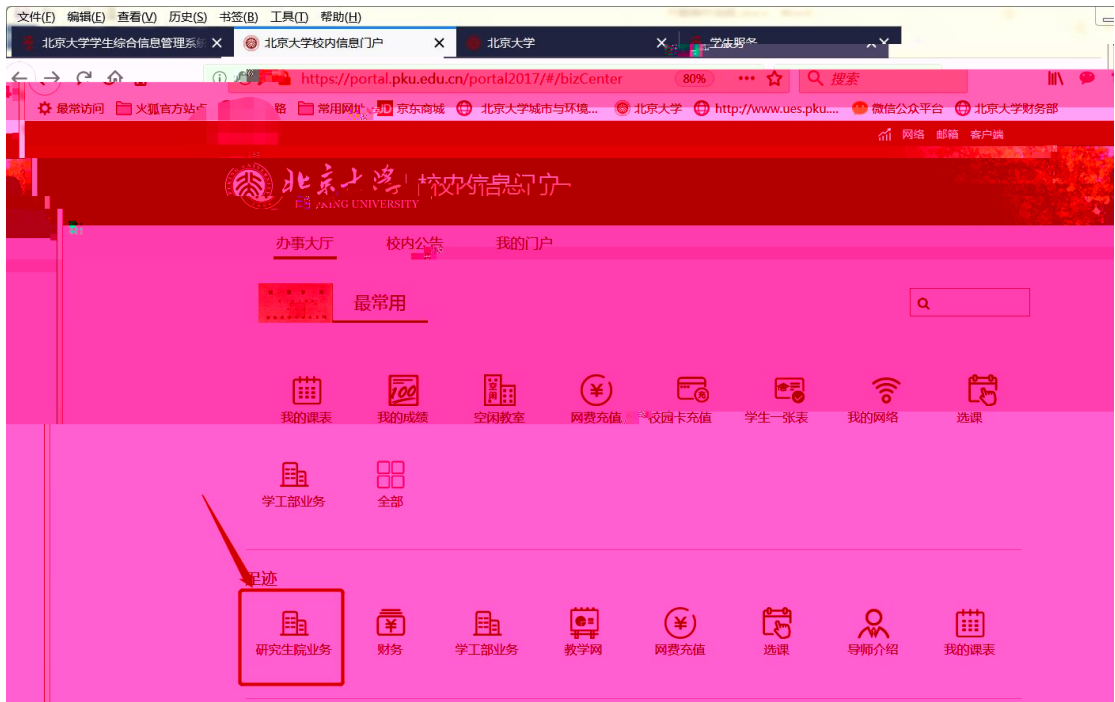 文件(F) 编辑(E) 查看(V) 历史(S) 书签(B) 工具(T) 帮助(H)
北京大学学生综合信息管理系统 北京大学校内信息门户 北京大学 学生服务
https://portal.pku.edu.cn/portal2017/#/bizCenter 80% 搜索
最常访问 火狐官方站点 常用网址 JD 京东商城 北京大学城市与环境... 北京大学 http://www.ues.pku.... 微信公众平台 北京大学财务部
网络 邮箱 客户端
北京大学 校内信息门户
PEKING UNIVERSITY
办事大厅 校内公告 我的门户
最常用
我的课表 我的成绩 空闲教室 网费充值 校园卡充值 学生一张表 我的网络 选课
学工部业务 全部
足迹
研究生院业务 财务 学工部业务 教学网 网费充值 选课 导师介绍 我的课表